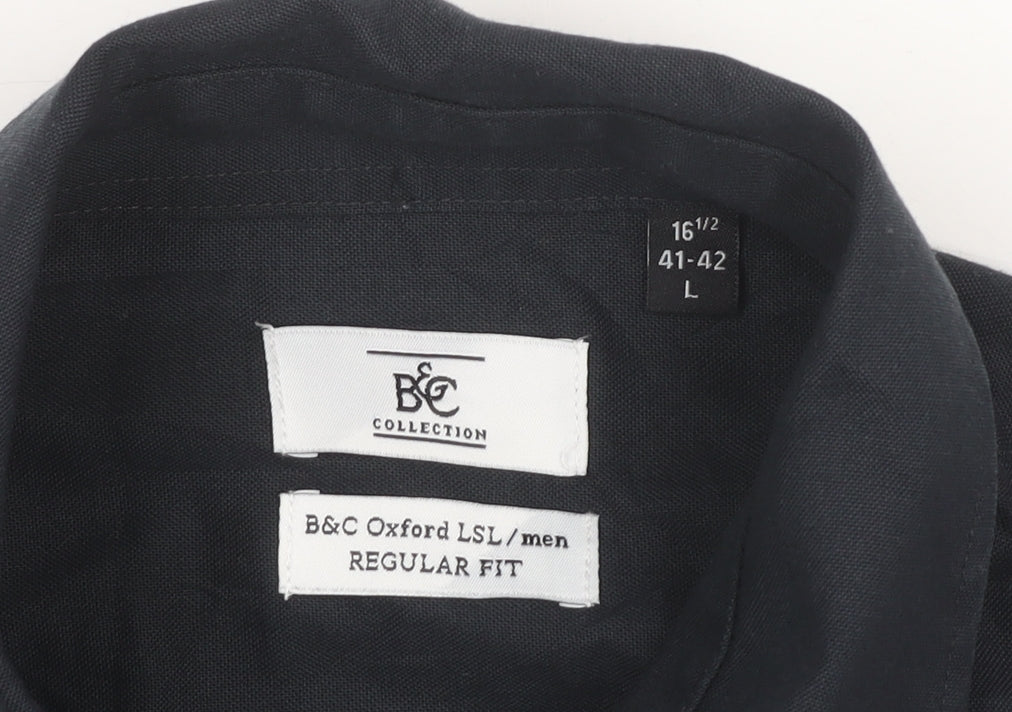 16 1/2
41-42
L
B&C
COLLECTION
B&C Oxford LSL/men
REGULAR FIT